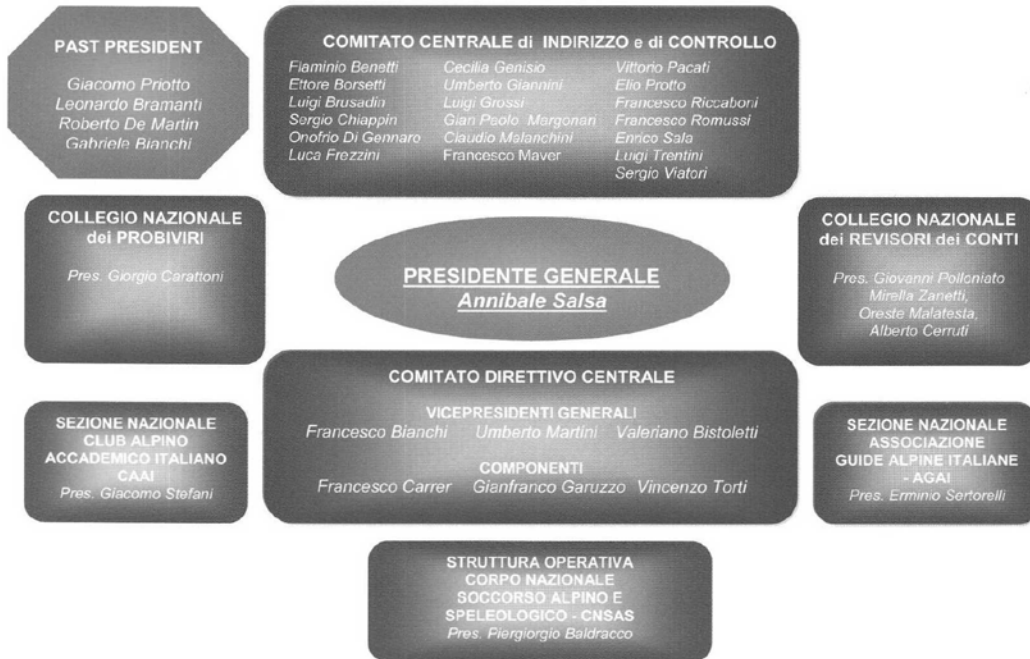 PAST PRESIDENT
Giacomo Priotto
Leonardo Bramanti
Roberto De Martin
Gabriele Bianchi
COMITATO CENTRALE di INDIRIZZO e di CONTROLLO
Flaminio Benetti
Ettore Borsetti
Luigi Brusadin
Sergio Chiappin
Onofrio Di Gennaro
Luca Frezzini
Cecilia Genisio
Umberto Giannini
Luigi Grossi
Gian Paolo Margonari
Claudio Malanchini
Francesco Maver
Vittorio Pacati
Elio Protto
Francesco Riccaboni
Francesco Romussi
Enrico Sala
Luigi Trentini
Sergio Viatori
COLLEGIO NAZIONALE
dei PROBIVIRI
Pres. Giorgio Carattoni
PRESIDENTE GENERALE
Annibale Salsa
COLLEGIO NAZIONALE
dei REVISORI dei CONTI
Pres. Giovanni Polloniato
Mirella Zanetti,
Oreste Malatesta,
Alberto Cerruti
COMITATO DIRETTIVO CENTRALE
VICEPRESIDENTI GENERALI
Francesco Bianchi Umberto Martini Valeriano Bistoletti
COMPONENTI
Francesco Carrer Gianfranco Garuzzo Vincenzo Torti
SEZIONE NAZIONALE
CLUB ALPINO
ACCADEMICO ITALIANO
CAAI
Pres. Giacomo Stefani
SEZIONE NAZIONALE
ASSOCIAZIONE
GUIDE ALPINE ITALIANE
- AGAI
Pres. Erminio Sertorelli
STRUTTURA OPERATIVA
CORPO NAZIONALE
SOCCORSO ALPINO E
SPELEOLOGICO - CNSAS
Pres. Piergiorgio Baldracco